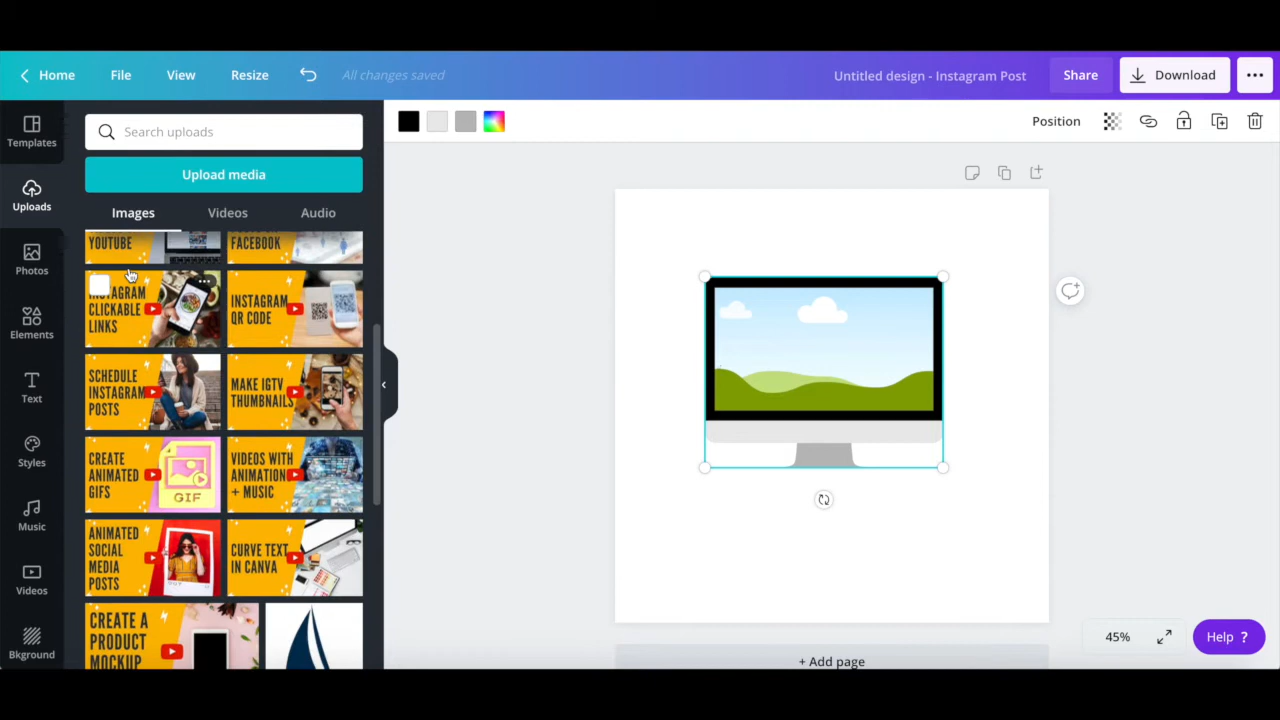 Home File View Resize All changes saved Untitled design - Instagram Post Share Download
Templates
Uploads
Photos
Elements
Text
Styles
Music
Videos
Bkground
Search uploads
Upload media
Images Videos Audio
YOUTUBE
FACEBOOK
INSTAGRAM
CLICKABLE
LINKS
INSTAGRAM
QR CODE
SCHEDULE
INSTAGRAM
POSTS
MAKE IGTV
THUMBNAILS
CREATE
ANIMATED
GIFS
GIF
VIDEOS WITH
ANIMATION
+ MUSIC
ANIMATED
SOCIAL
MEDIA
POSTS
CURVE TEXT
IN CANVA
CREATE A
PRODUCT
MOCKUP
Position
+ Add page
45%
Help ?